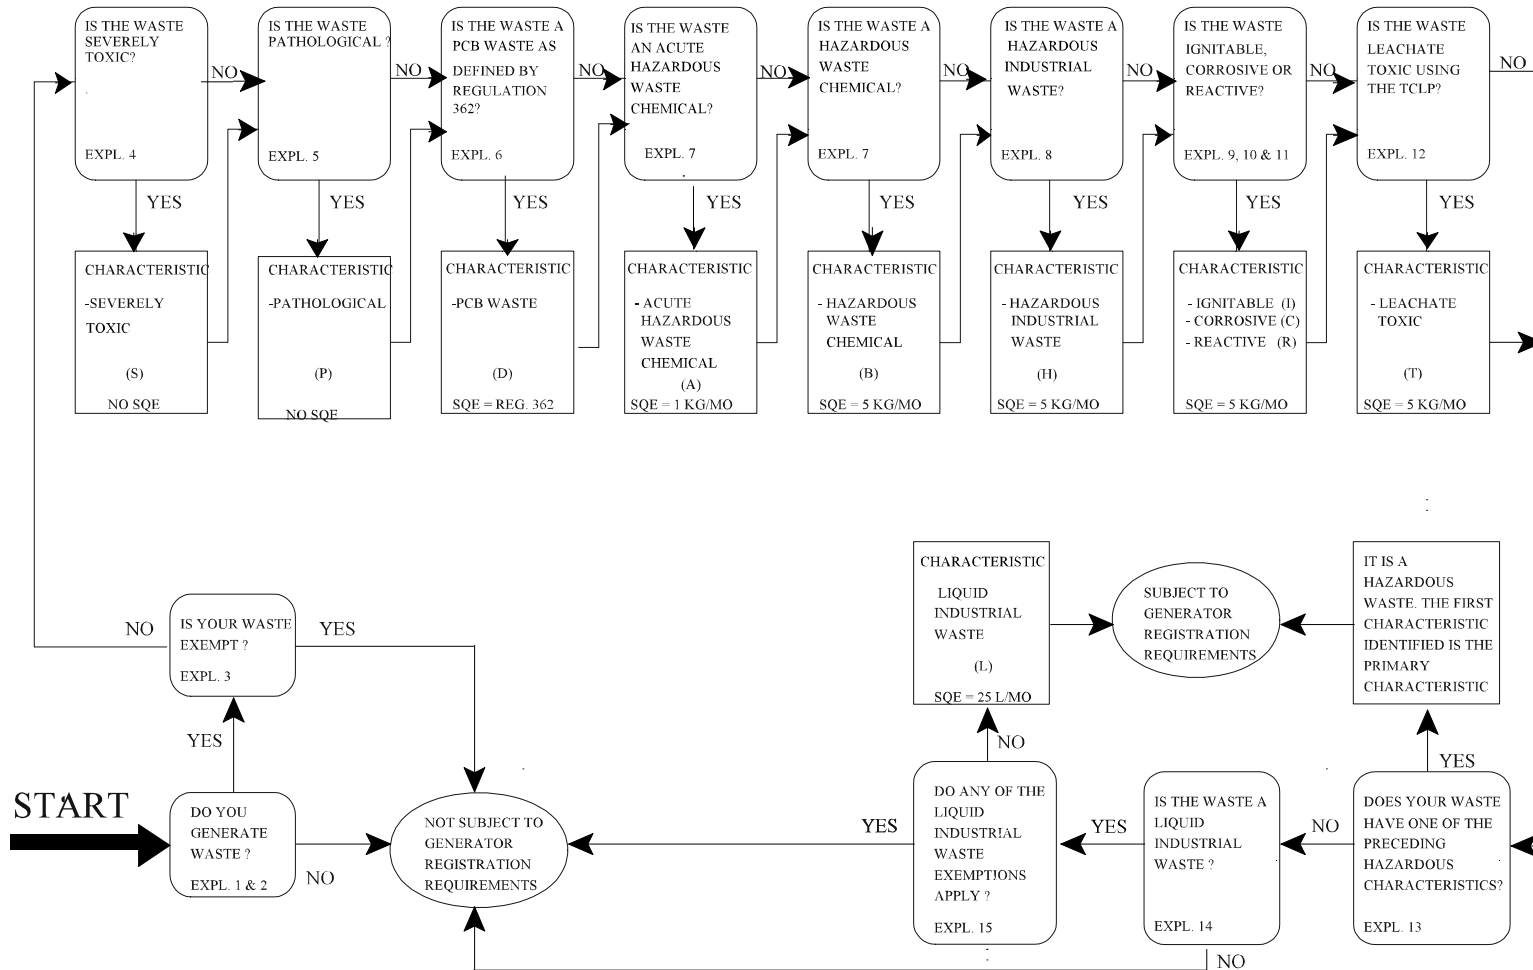 IS THE WASTE
SEVERELY
TOXIC?
EXPL. 4
NO
YES
IS THE WASTE
PATHOLOGICAL ?
EXPL. 5
NO
YES
IS THE WASTE A
PCB WASTE AS
DEFINED BY
REGULATION
362?
EXPL. 6
NO
YES
IS THE WASTE
AN ACUTE
HAZARDOUS
WASTE
CHEMICAL?
EXPL. 7
NO
YES
IS THE WASTE A
HAZARDOUS
WASTE
CHEMICAL?
EXPL. 7
NO
YES
IS THE WASTE A
HAZARDOUS
INDUSTRIAL
WASTE?
EXPL. 8
NO
YES
IS THE WASTE
IGNITABLE,
CORROSIVE OR
REACTIVE?
EXPL. 9, 10 & 11
NO
YES
IS THE WASTE
LEACHATE
TOXIC USING
THE TCLP?
EXPL. 12
NO
YES
CHARACTERISTIC
-SEVERELY
TOXIC
(S)
NO SQE
CHARACTERISTIC
-PATHOLOGICAL
(P)
NO SQE
CHARACTERISTIC
-PCB WASTE
(D)
SQE = REG. 362
CHARACTERISTIC
- ACUTE
HAZARDOUS
WASTE
CHEMICAL
(A)
SQE = 1 KG/MO
CHARACTERISTIC
- HAZARDOUS
WASTE
CHEMICAL
(B)
SQE = 5 KG/MO
CHARACTERISTIC
- HAZARDOUS
INDUSTRIAL
WASTE
(H)
SQE = 5 KG/MO
CHARACTERISTIC
- IGNITABLE (I)
- CORROSIVE (C)
- REACTIVE (R)
SQE = 5 KG/MO
CHARACTERISTIC
- LEACHATE
TOXIC
(T)
SQE = 5 KG/MO
NO
IS YOUR WASTE
EXEMPT ?
EXPL. 3
YES
YES
START
DO YOU
GENERATE
WASTE ?
EXPL. 1 & 2
NO
NOT SUBJECT TO
GENERATOR
REGISTRATION
REQUIREMENTS
CHARACTERISTIC
LIQUID
INDUSTRIAL
WASTE
(L)
SQE = 25 L/MO
SUBJECT TO
GENERATOR
REGISTRATION
REQUIREMENTS
IT IS A
HAZARDOUS
WASTE. THE FIRST
CHARACTERISTIC
IDENTIFIED IS THE
PRIMARY
CHARACTERISTIC
NO
YES
YES
DO ANY OF THE
LIQUID
INDUSTRIAL
WASTE
EXEMPTIONS
APPLY ?
EXPL. 15
YES
IS THE WASTE A
LIQUID
INDUSTRIAL
WASTE ?
EXPL. 14
NO
NO
DOES YOUR WASTE
HAVE ONE OF THE
PRECEDING
HAZARDOUS
CHARACTERISTICS?
EXPL. 13